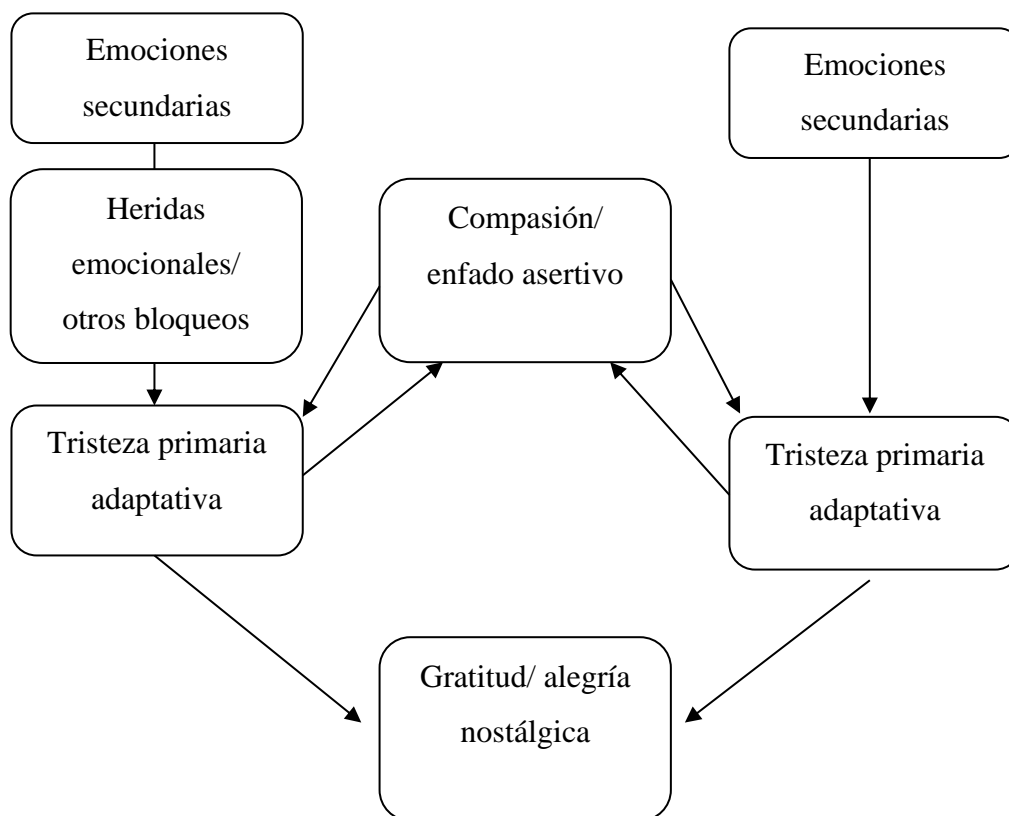 Emociones
secundarias
Emociones
secundarias
Heridas
emocionales/
otros bloqueos
Compasión/
enfado asertivo
Tristeza primaria
adaptativa
Tristeza primaria
adaptativa
Gratitud/ alegría
nostálgica